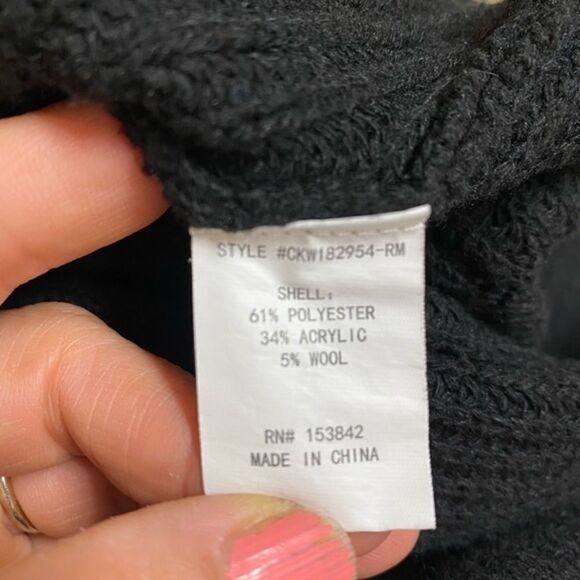 STYLE #CKW182954-RM
SHELL:
61% POLYESTER
34% ACRYLIC
5% WOOL
RN# 153842
MADE IN CHINA